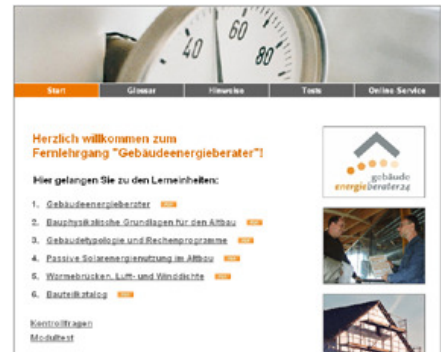 40 60 80
Start Glossar Hinweise Tests Online Service
Herzlich willkommen zum
Fernlehrgang "Gebäudeenergieberater"!
Hier gelangen Sie zu den Lerneinheiten:
1. Gebäudeenergieberater
2. Bauphysikalische Grundlagen für den Altbau
3. Gebäudetypologie und Rechenprogramme
4. Passive Solarenergienutzung im Altbau
5. Wärmebrücken, Luft- und Winddichte
6. Bauteilkatalog
Kontrollfragen
Modultest
gebäude
energieberater24